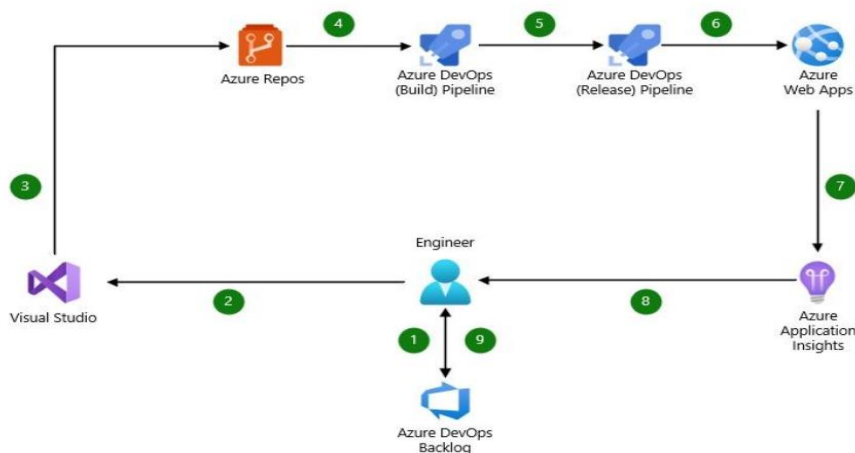 4
5
6
Azure Repos
Azure DevOps
(Build) Pipeline
Azure DevOps
(Release) Pipeline
Azure
Web Apps
3
7
Engineer
Visual Studio
2
8
Azure
Application
Insights
1
9
Azure DevOps
Backlog